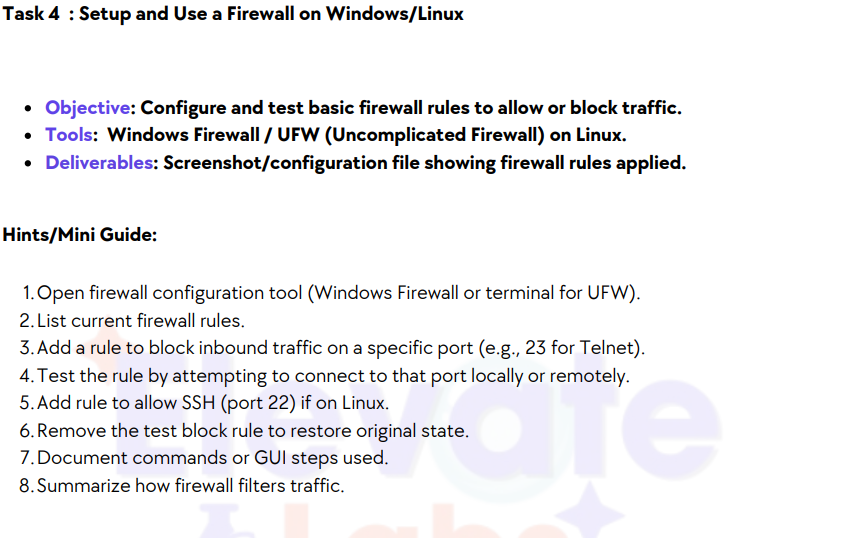 Task 4 : Setup and Use a Firewall on Windows/Linux
• Objective: Configure and test basic firewall rules to allow or block traffic.
• Tools: Windows Firewall / UFW (Uncomplicated Firewall) on Linux.
• Deliverables: Screenshot/configuration file showing firewall rules applied.
Hints/Mini Guide:
1. Open firewall configuration tool (Windows Firewall or terminal for UFW).
2. List current firewall rules.
3. Add a rule to block inbound traffic on a specific port (e.g., 23 for Telnet).
4. Test the rule by attempting to connect to that port locally or remotely.
5. Add rule to allow SSH (port 22) if on Linux.
6. Remove the test block rule to restore original state.
7. Document commands or GUI steps used.
8. Summarize how firewall filters traffic.
Elevate
Labs